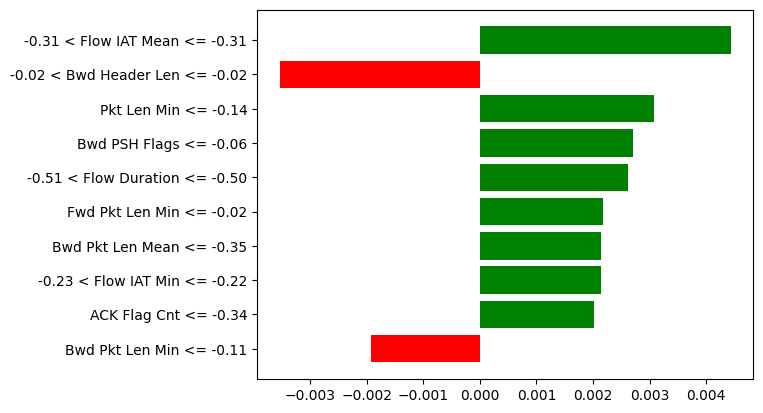 -0.31 < Flow IAT Mean <= -0.31
-0.02 < Bwd Header Len <= -0.02
Pkt Len Min <= -0.14
Bwd PSH Flags <= -0.06
-0.51 < Flow Duration <= -0.50
Fwd Pkt Len Min <= -0.02
Bwd Pkt Len Mean <= -0.35
-0.23 < Flow IAT Min <= -0.22
ACK Flag Cnt <= -0.34
Bwd Pkt Len Min <= -0.11
−0.003 −0.002 −0.001 0.000 0.001 0.002 0.003 0.004